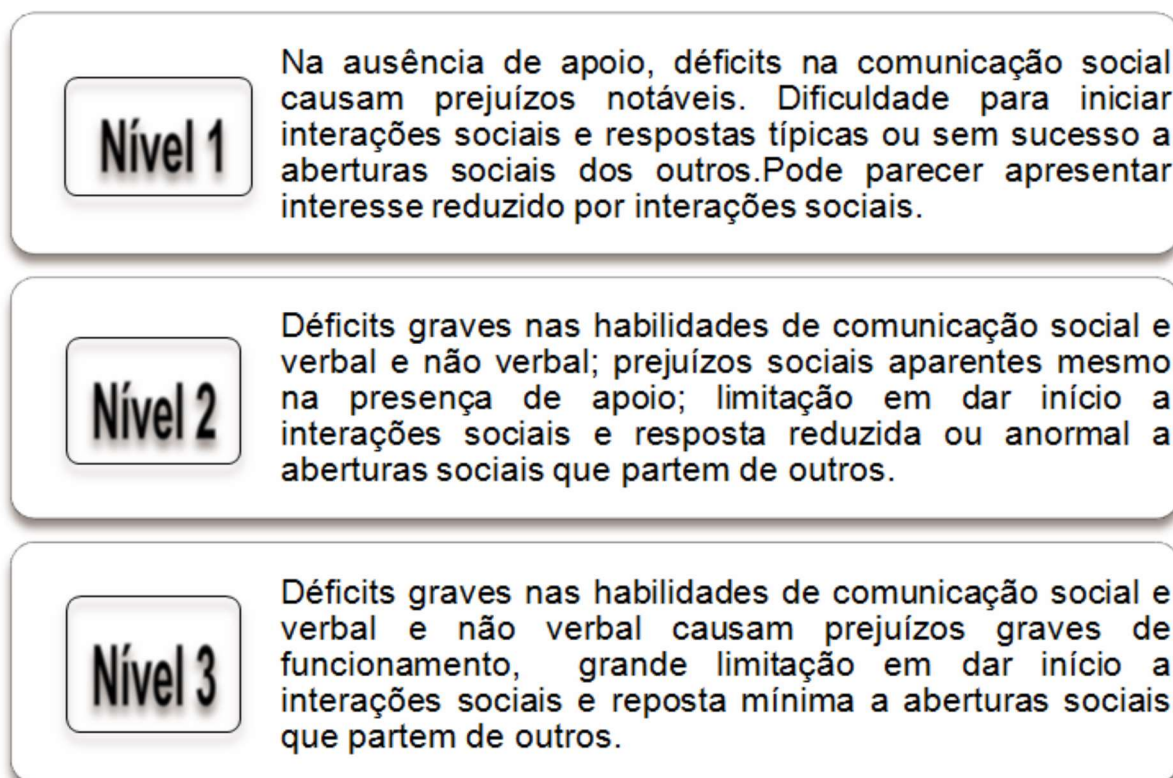 Nível 1
Na ausência de apoio, déficits na comunicação social
causam prejuízos notáveis. Dificuldade para iniciar
interações sociais e respostas típicas ou sem sucesso a
aberturas sociais dos outros.Pode parecer apresentar
interesse reduzido por interações sociais.
Nível 2
Déficits graves nas habilidades de comunicação social e
verbal e não verbal; prejuízos sociais aparentes mesmo
na presença de apoio; limitação em dar início a
interações sociais e resposta reduzida ou anormal a
aberturas sociais que partem de outros.
Nível 3
Déficits graves nas habilidades de comunicação social e
verbal e não verbal causam prejuízos graves de
funcionamento, grande limitação em dar início a
interações sociais e reposta mínima a aberturas sociais
que partem de outros.